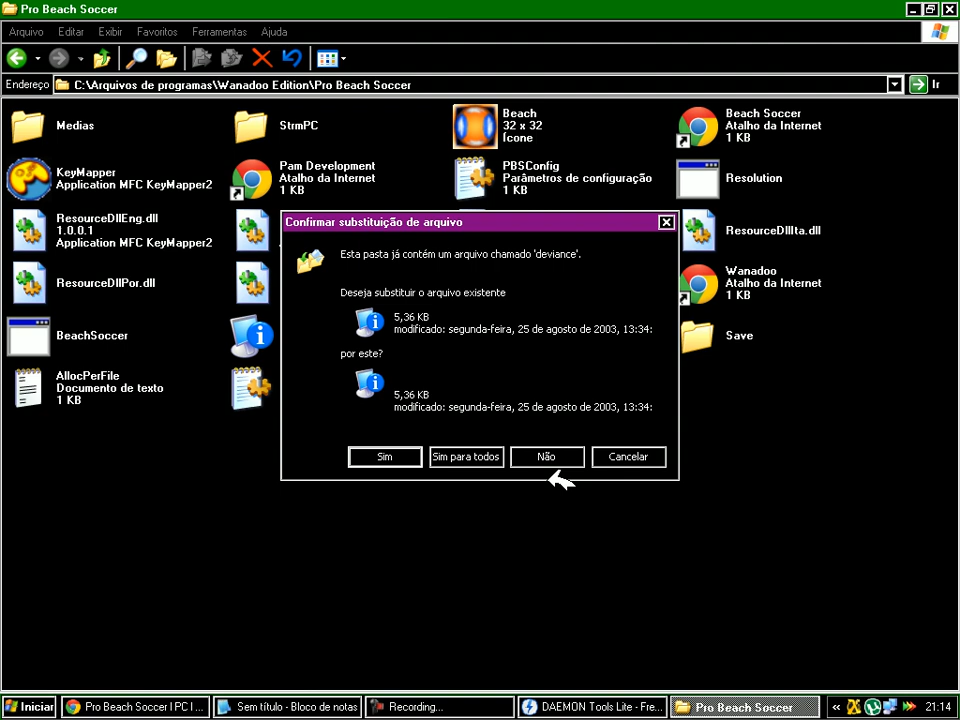 Pro Beach Soccer
Arquivo Editar Exibir Favoritos Ferramentas Ajuda
Endereço C:\Arquivos de programas\Wanadoo Edition\Pro Beach Soccer Ir
Medias
StrmPC
Beach
32 x 32
Ícone
Beach Soccer
Atalho da Internet
1 KB
KeyMapper
Application MFC KeyMapper2
Pam Development
Atalho da Internet
1 KB
PBSConfig
Parâmetros de configuração
1 KB
Resolution
ResourceDllEng.dll
1.0.0.1
Application MFC KeyMapper2
ResourceDllIta.dll
ResourceDllPor.dll
Wanadoo
Atalho da Internet
1 KB
BeachSoccer
Save
AllocPerFile
Documento de texto
1 KB
Confirmar substituição de arquivo
Esta pasta já contém um arquivo chamado 'deviance'.
Deseja substituir o arquivo existente
5,36 KB
modificado: segunda-feira, 25 de agosto de 2003, 13:34:
por este?
5,36 KB
modificado: segunda-feira, 25 de agosto de 2003, 13:34:
Sim Sim para todos Não Cancelar
Iniciar Pro Beach Soccer | PC | ... Sem título - Bloco de notas Recording... DAEMON Tools Lite - Fre... Pro Beach Soccer « 21:14